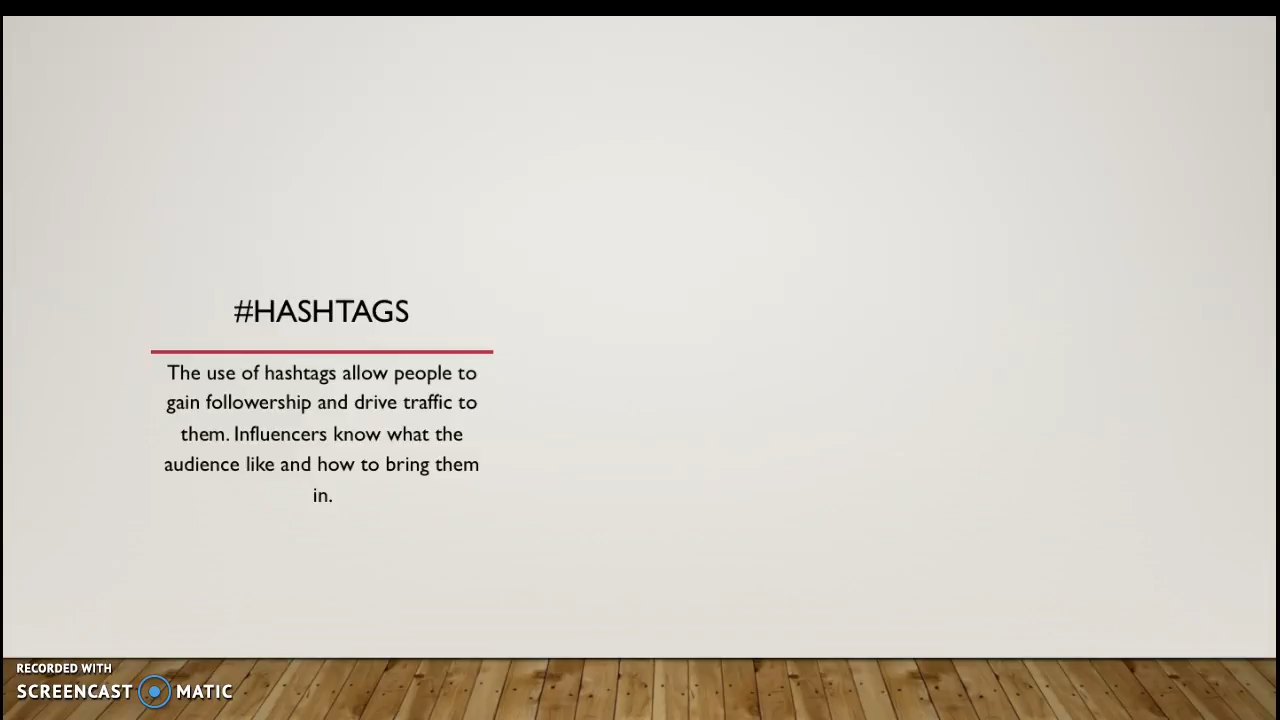 #HASHTAGS
The use of hashtags allow people to
gain followership and drive traffic to
them. Influencers know what the
audience like and how to bring them
in.
RECORDED WITH
SCREENCAST MATIC